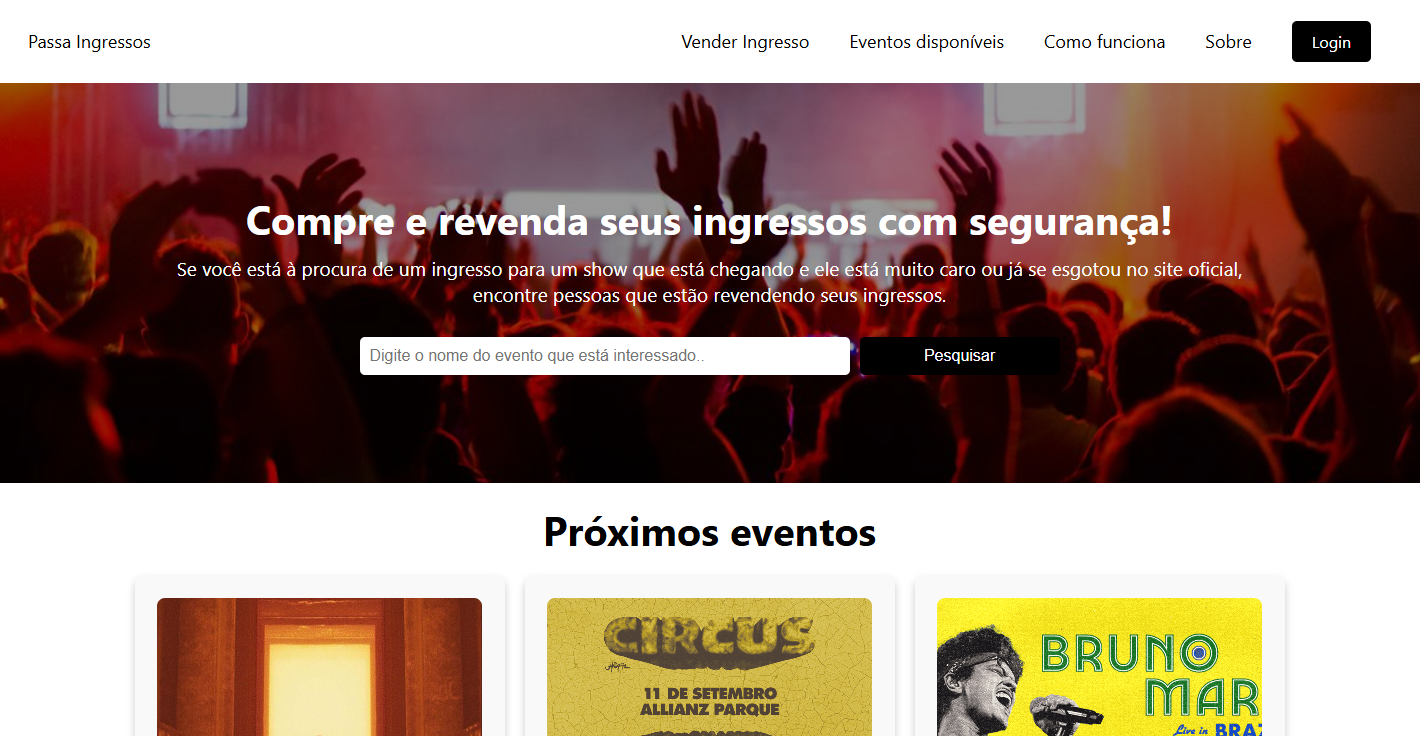 Passa Ingressos
Vender Ingresso
Eventos disponíveis
Como funciona
Sobre
Login
Compre e revenda seus ingressos com segurança!
Se você está à procura de um ingresso para um show que está chegando e ele está muito caro ou já se esgotou no site oficial,
encontre pessoas que estão revendendo seus ingressos.
Digite o nome do evento que está interessado..
Pesquisar
Próximos eventos
CIRCUS
11 DE SETEMBRO
ALLIANZ PARQUE
BRUNO
MAR
Live in BRAZ